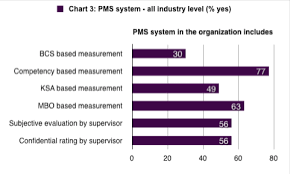 Chart 3: PMS system - all industry level (% yes)
PMS system in the organization includes
BCS based measurement 30
Competency based measurement 77
KSA based measurement 49
MBO based measurement 63
Subjective evaluation by supervisor 56
Confidential rating by supervisor 56
0 20 40 60 80